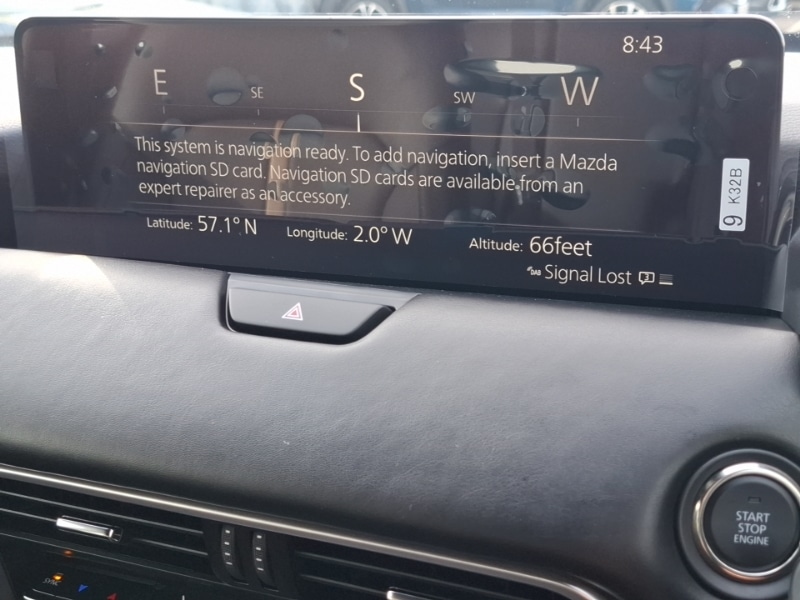 8:43
E SE S SW W
This system is navigation ready. To add navigation, insert a Mazda
navigation SD card. Navigation SD cards are available from an
expert repairer as an accessory.
Latitude: 57.1° N Longitude: 2.0° W Altitude: 66feet
DAB Signal Lost 3
9 K32B
START
STOP
ENGINE